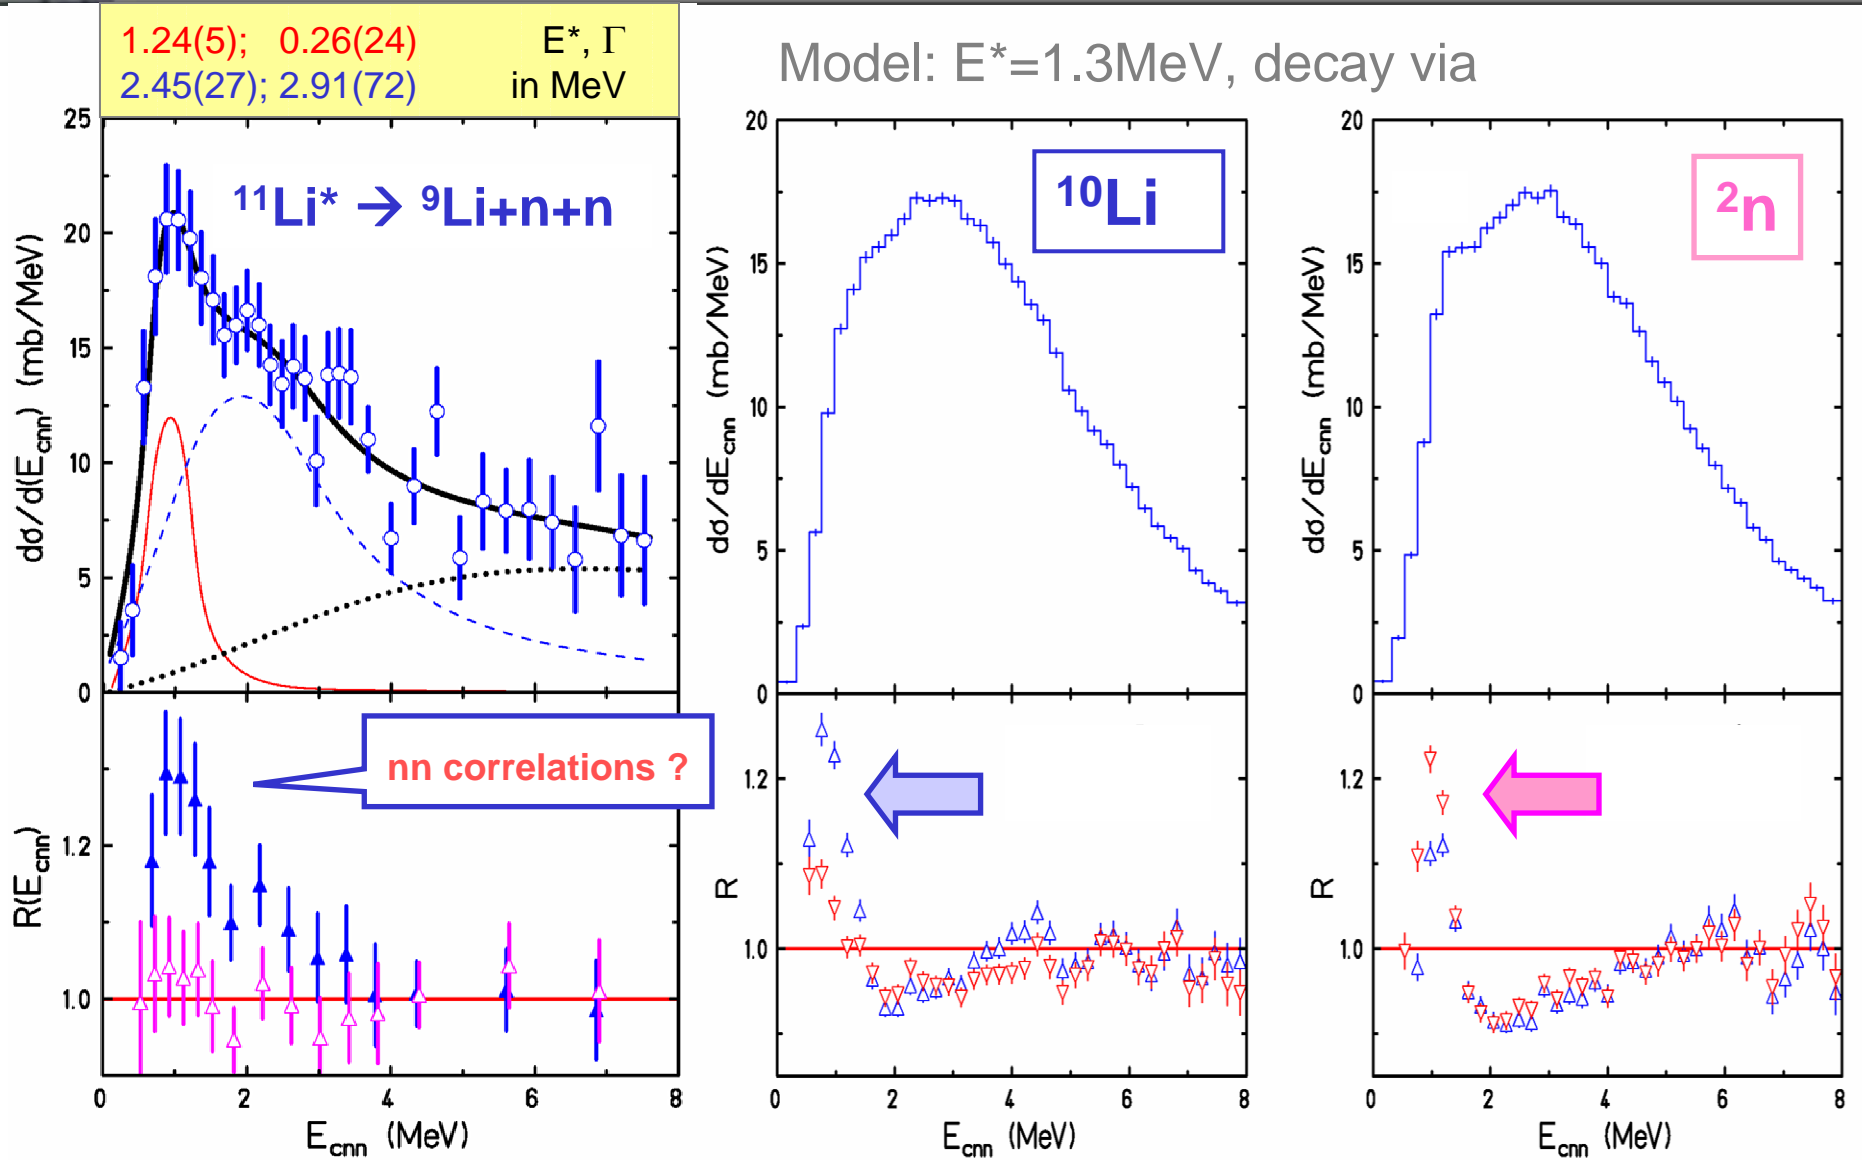 1.24(5); 0.26(24) E*, Γ
2.45(27); 2.91(72) in MeV
Model: E*=1.3MeV, decay via
25
20
15
10
5
0
dσ/d(E_cnn) (mb/MeV)
¹¹Li* → ⁹Li+n+n
nn correlations ?
1.2
1.0
R(E_cnn)
0 2 4 6 8
E_cnn (MeV)
20
15
10
5
0
dσ/dE_cnn (mb/MeV)
¹⁰Li
1.2
1.0
R
0 2 4 6 8
E_cnn (MeV)
20
15
10
5
0
dσ/dE_cnn (mb/MeV)
²n
1.2
1.0
R
0 2 4 6 8
E_cnn (MeV)